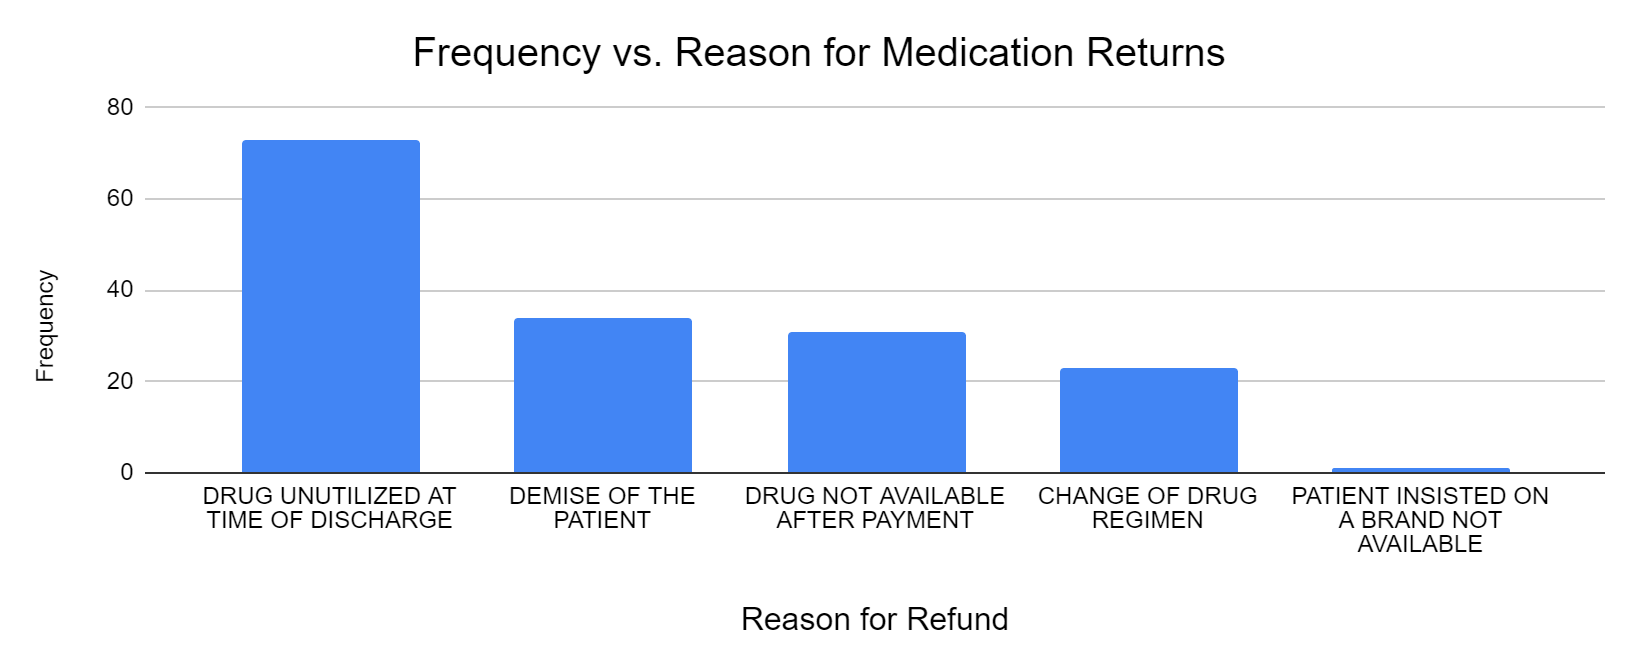 Frequency vs. Reason for Medication Returns
80
60
40
20
0
Frequency
DRUG UNUTILIZED AT
TIME OF DISCHARGE
DEMISE OF THE
PATIENT
DRUG NOT AVAILABLE
AFTER PAYMENT
CHANGE OF DRUG
REGIMEN
PATIENT INSISTED ON
A BRAND NOT
AVAILABLE
Reason for Refund